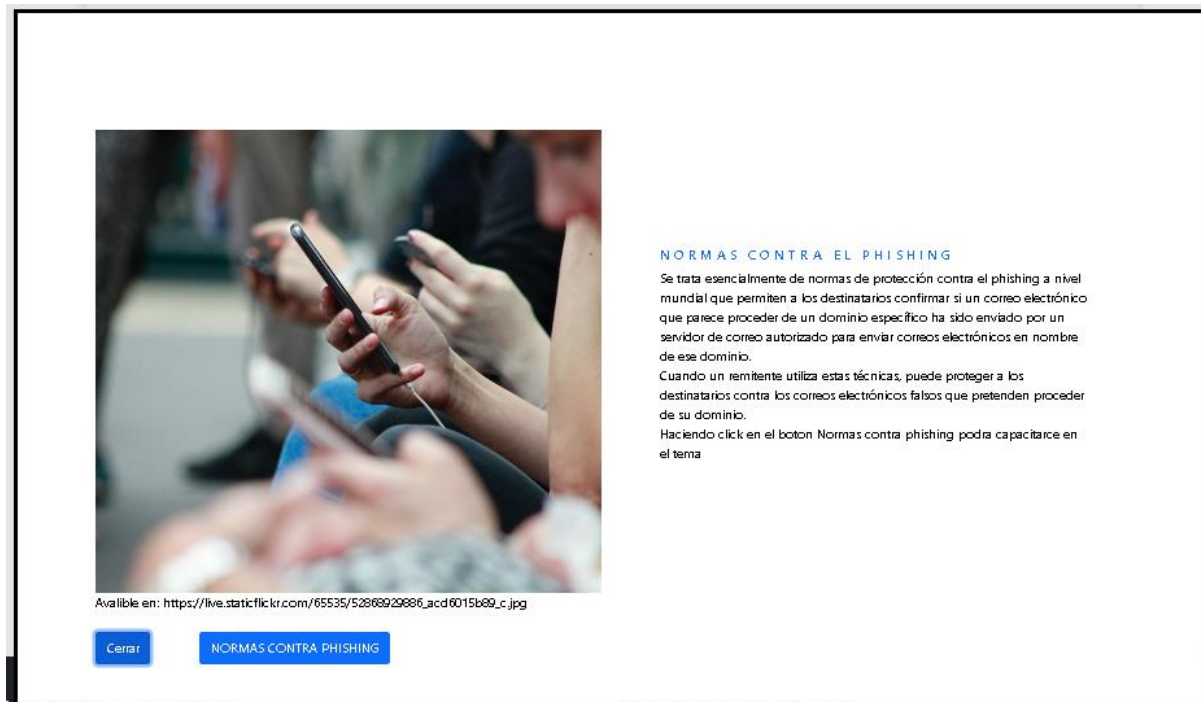 NORMAS CONTRA EL PHISHING
Se trata esencialmente de normas de protección contra el phishing a nivel
mundial que permiten a los destinatarios confirmar si un correo electrónico
que parece proceder de un dominio específico ha sido enviado por un
servidor de correo autorizado para enviar correos electrónicos en nombre
de ese dominio.
Cuando un remitente utiliza estas técnicas, puede proteger a los
destinatarios contra los correos electrónicos falsos que pretenden proceder
de su dominio.
Haciendo click en el boton Normas contra phishing podra capacitarce en
el tema
Avalible en: https://live.staticflickr.com/65535/52868929886_acd6015b89_c.jpg
Cerrar
NORMAS CONTRA PHISHING